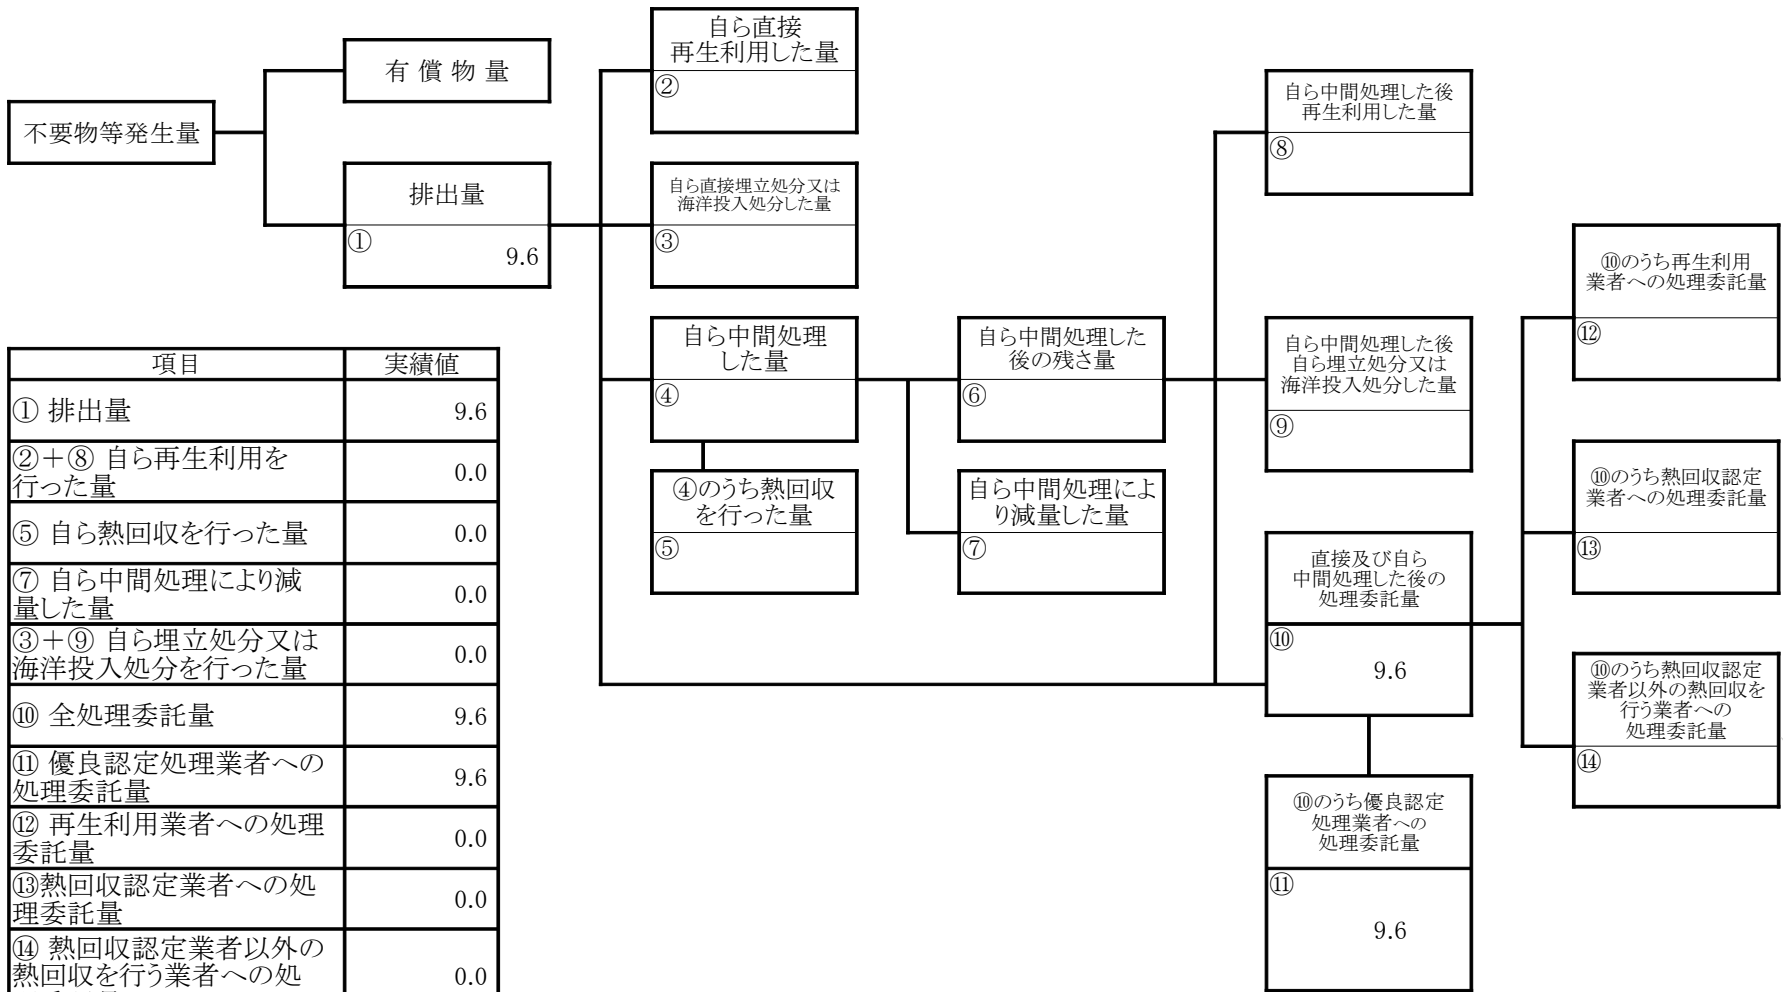 不要物等発生量
有 償 物 量
排出量
①
9.6
自ら直接
再生利用した量
②
自ら直接埋立処分又は
海洋投入処分した量
③
自ら中間処理
した量
④
④のうち熱回収
を行った量
⑤
自ら中間処理した
後の残さ量
⑥
自ら中間処理によ
り減量した量
⑦
自ら中間処理した後
再生利用した量
⑧
自ら中間処理した後
自ら埋立処分又は
海洋投入処分した量
⑨
直接及び自ら
中間処理した後の
処理委託量
⑩
9.6
⑩のうち優良認定
処理業者への
処理委託量
⑪
9.6
⑩のうち再生利用
業者への処理委託量
⑫
⑩のうち熱回収認定
業者への処理委託量
⑬
⑩のうち熱回収認定
業者以外の熱回収を
行う業者への
処理委託量
⑭
項目 実績値
① 排出量 9.6
②＋⑧ 自ら再生利用を
行った量 0.0
⑤ 自ら熱回収を行った量 0.0
⑦ 自ら中間処理により減
量した量 0.0
③＋⑨ 自ら埋立処分又は
海洋投入処分を行った量 0.0
⑩ 全処理委託量 9.6
⑪ 優良認定処理業者への
処理委託量 9.6
⑫ 再生利用業者への処理
委託量 0.0
⑬熱回収認定業者への処
理委託量 0.0
⑭ 熱回収認定業者以外の
熱回収を行う業者への処 0.0